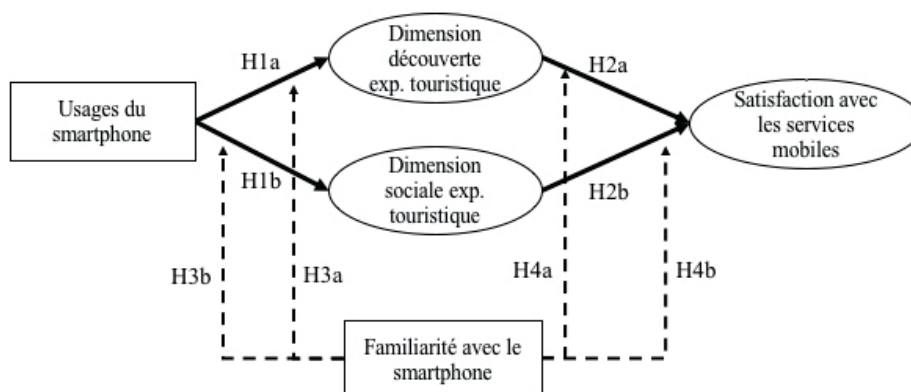 Dimension
découverte
exp. touristique
H1a
H2a
Usages du
smartphone
Satisfaction avec
les services
mobiles
Dimension
sociale exp.
touristique
H1b
H2b
H3b
H3a
H4a
H4b
Familiarité avec le
smartphone